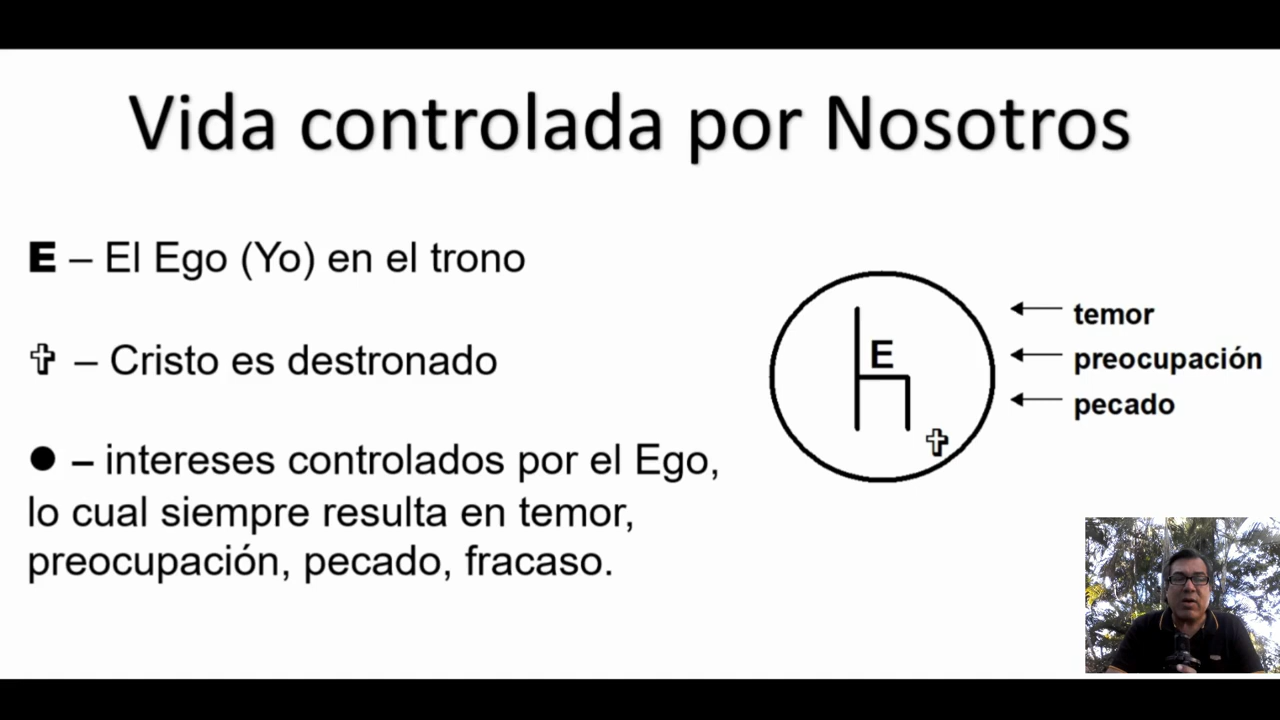 Vida controlada por Nosotros
E – El Ego (Yo) en el trono
✞ – Cristo es destronado
● – intereses controlados por el Ego,
lo cual siempre resulta en temor,
preocupación, pecado, fracaso.
E
✞
temor
preocupación
pecado